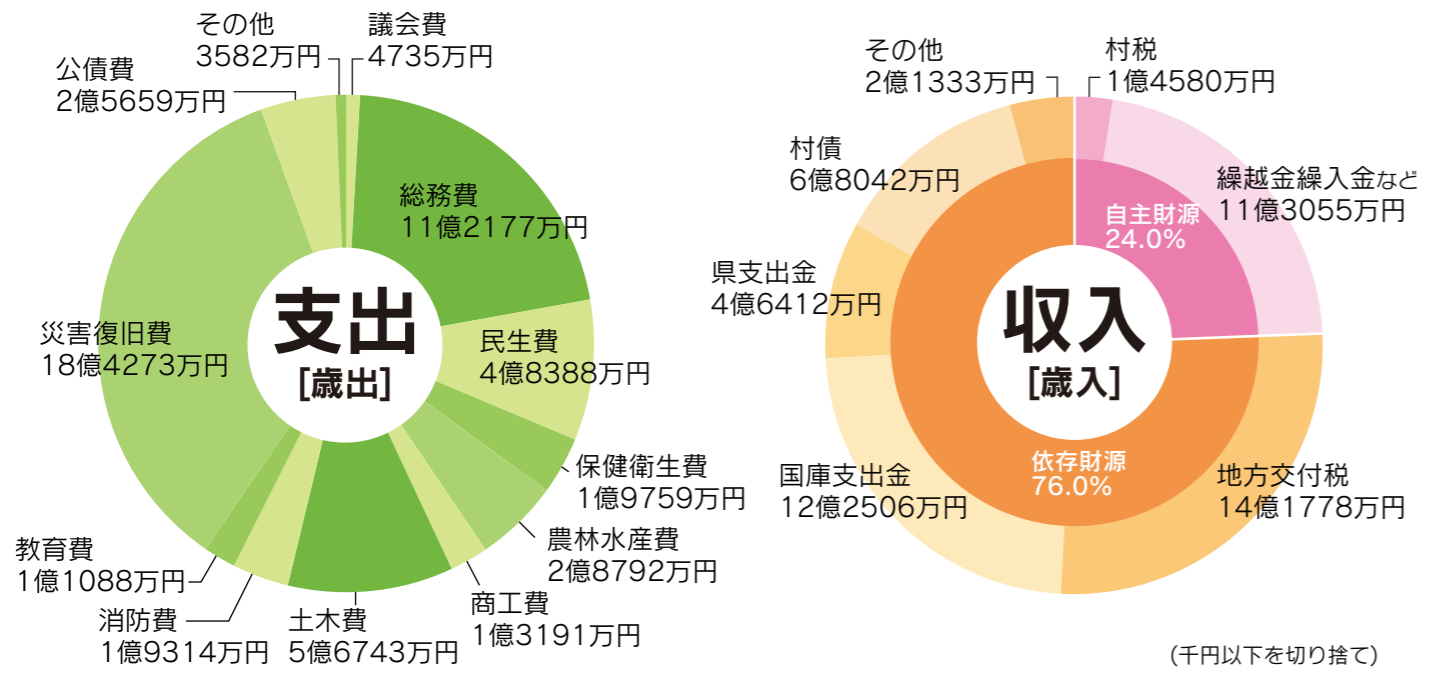 支出
[歳出]
議会費
4735万円
総務費
11億2177万円
民生費
4億8388万円
保健衛生費
1億9759万円
農林水産費
2億8792万円
商工費
1億3191万円
土木費
5億6743万円
消防費
1億9314万円
教育費
1億1088万円
災害復旧費
18億4273万円
公債費
2億5659万円
その他
3582万円
収入
[歳入]
村税
1億4580万円
繰越金繰入金など
11億3055万円
自主財源
24.0%
地方交付税
14億1778万円
依存財源
76.0%
国庫支出金
12億2506万円
県支出金
4億6412万円
村債
6億8042万円
その他
2億1333万円
(千円以下を切り捨て)